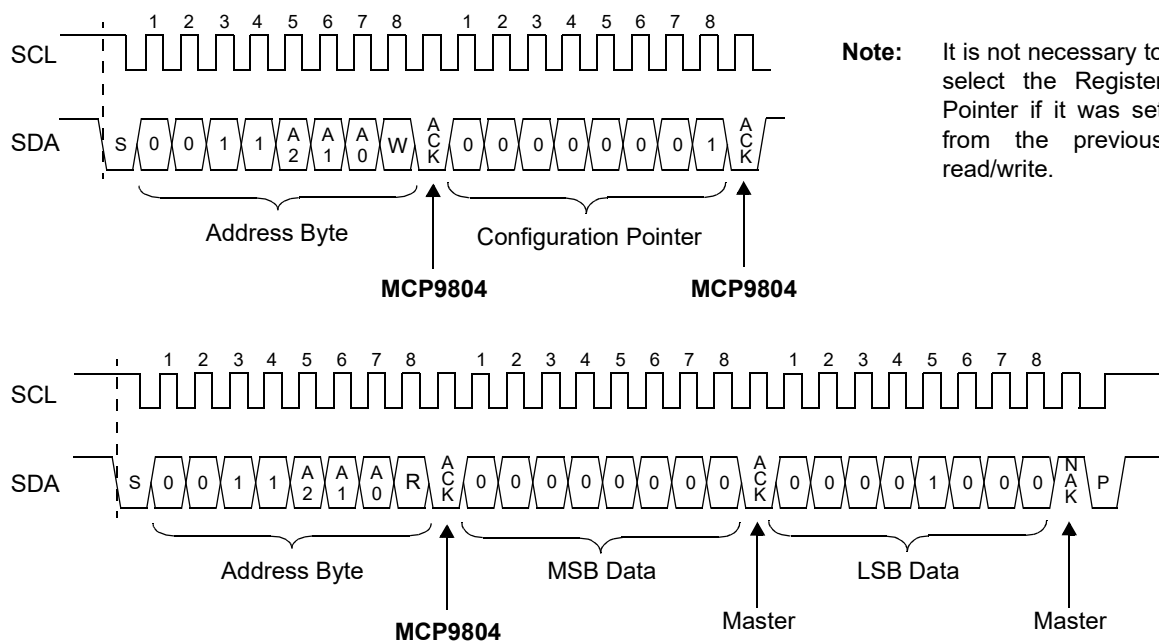 1 2 3 4 5 6 7 8 1 2 3 4 5 6 7 8
SCL
Note: It is not necessary to
select the Register
Pointer if it was set
from the previous
read/write.
SDA S 0 0 1 1 A2 A1 A0 W ACK 0 0 0 0 0 0 0 1 ACK
Address Byte Configuration Pointer
MCP9804 MCP9804
1 2 3 4 5 6 7 8 1 2 3 4 5 6 7 8 1 2 3 4 5 6 7 8
SCL
SDA S 0 0 1 1 A2 A1 A0 R ACK 0 0 0 0 0 0 0 0 ACK 0 0 0 0 1 0 0 0 NAK P
Address Byte MSB Data LSB Data
MCP9804 Master Master